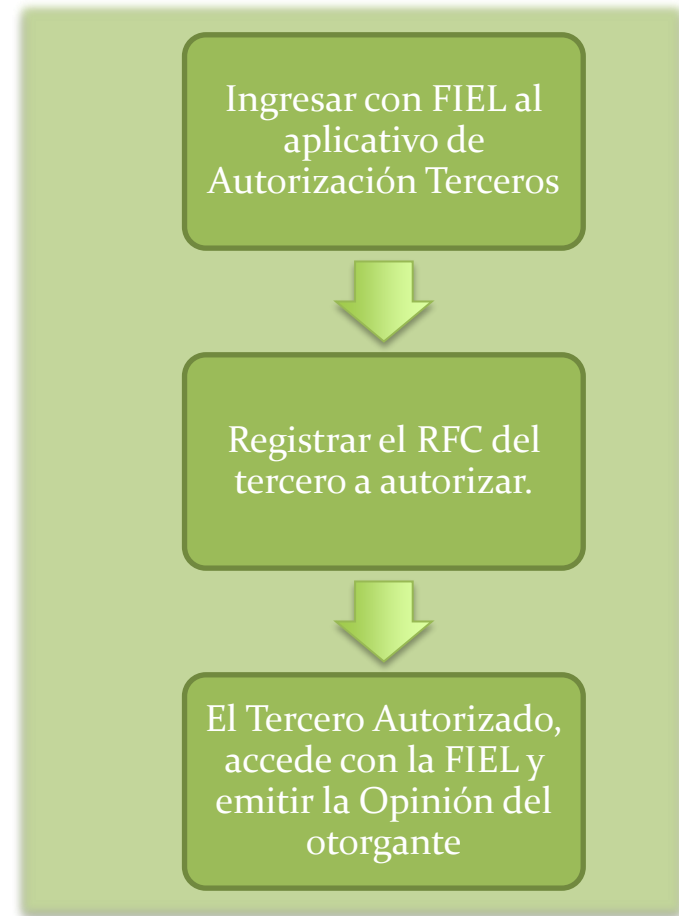 Ingresar con FIEL al
aplicativo de
Autorización Terceros
Registrar el RFC del
tercero a autorizar.
El Tercero Autorizado,
accede con la FIEL y
emitir la Opinión del
otorgante